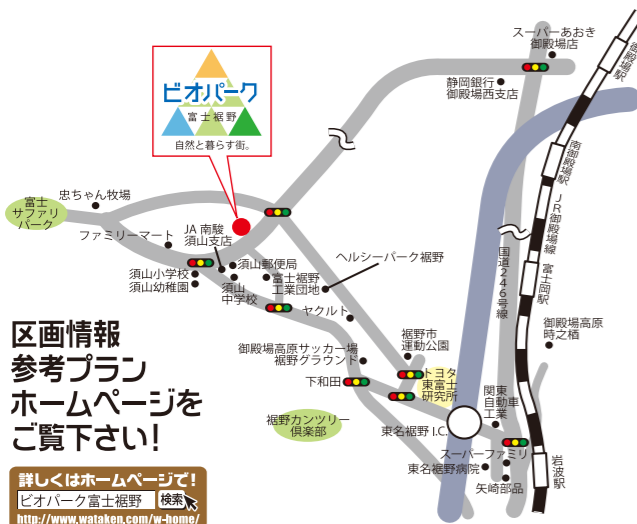 スーパーあおき
御殿場店
御殿場駅
静岡銀行
御殿場西支店
ビオパーク
富士裾野
自然と暮らす街。
南御殿場駅
JR御殿場線
富士岡駅
国道246号線
忠ちゃん牧場
富士
サファリ
パーク
ファミリーマート
JA 南駿
須山支店
須山郵便局
ヘルシーパーク裾野
須山小学校
須山幼稚園
須山
中学校
富士裾野
工業団地
ヤクルト
御殿場高原
時之栖
裾野市
運動公園
御殿場高原サッカー場
裾野グラウンド
下和田
トヨタ
東富士
研究所
関東
自動車
工業
裾野カンツリー
倶楽部
東名裾野 I.C.
スーパーファミリ
東名裾野病院
矢崎部品
岩波駅
区画情報
参考プラン
ホームページを
ご覧下さい!
詳しくはホームページで!
ビオパーク富士裾野
検索
http://www.wataken.com/w-home/